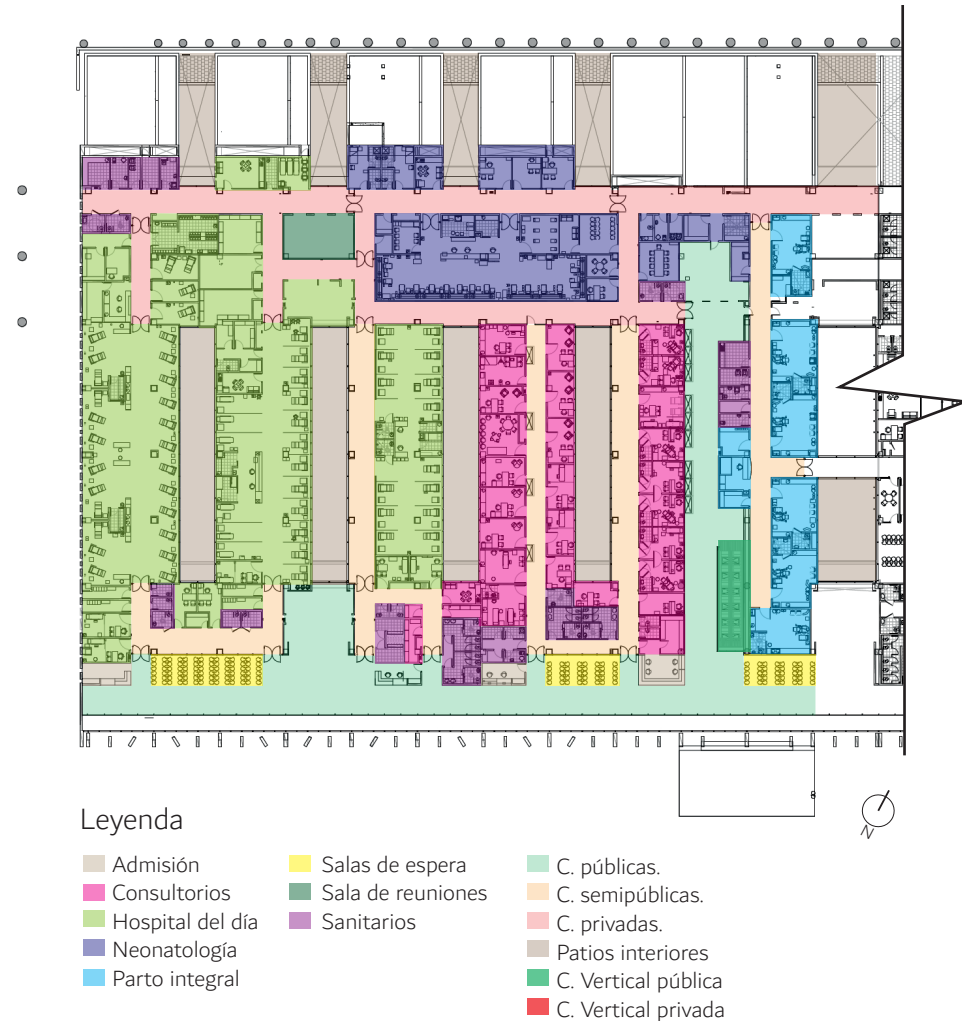 N
Leyenda
Admisión
Consultorios
Hospital del día
Neonatología
Parto integral
Salas de espera
Sala de reuniones
Sanitarios
C. públicas.
C. semipúblicas.
C. privadas.
Patios interiores
C. Vertical pública
C. Vertical privada